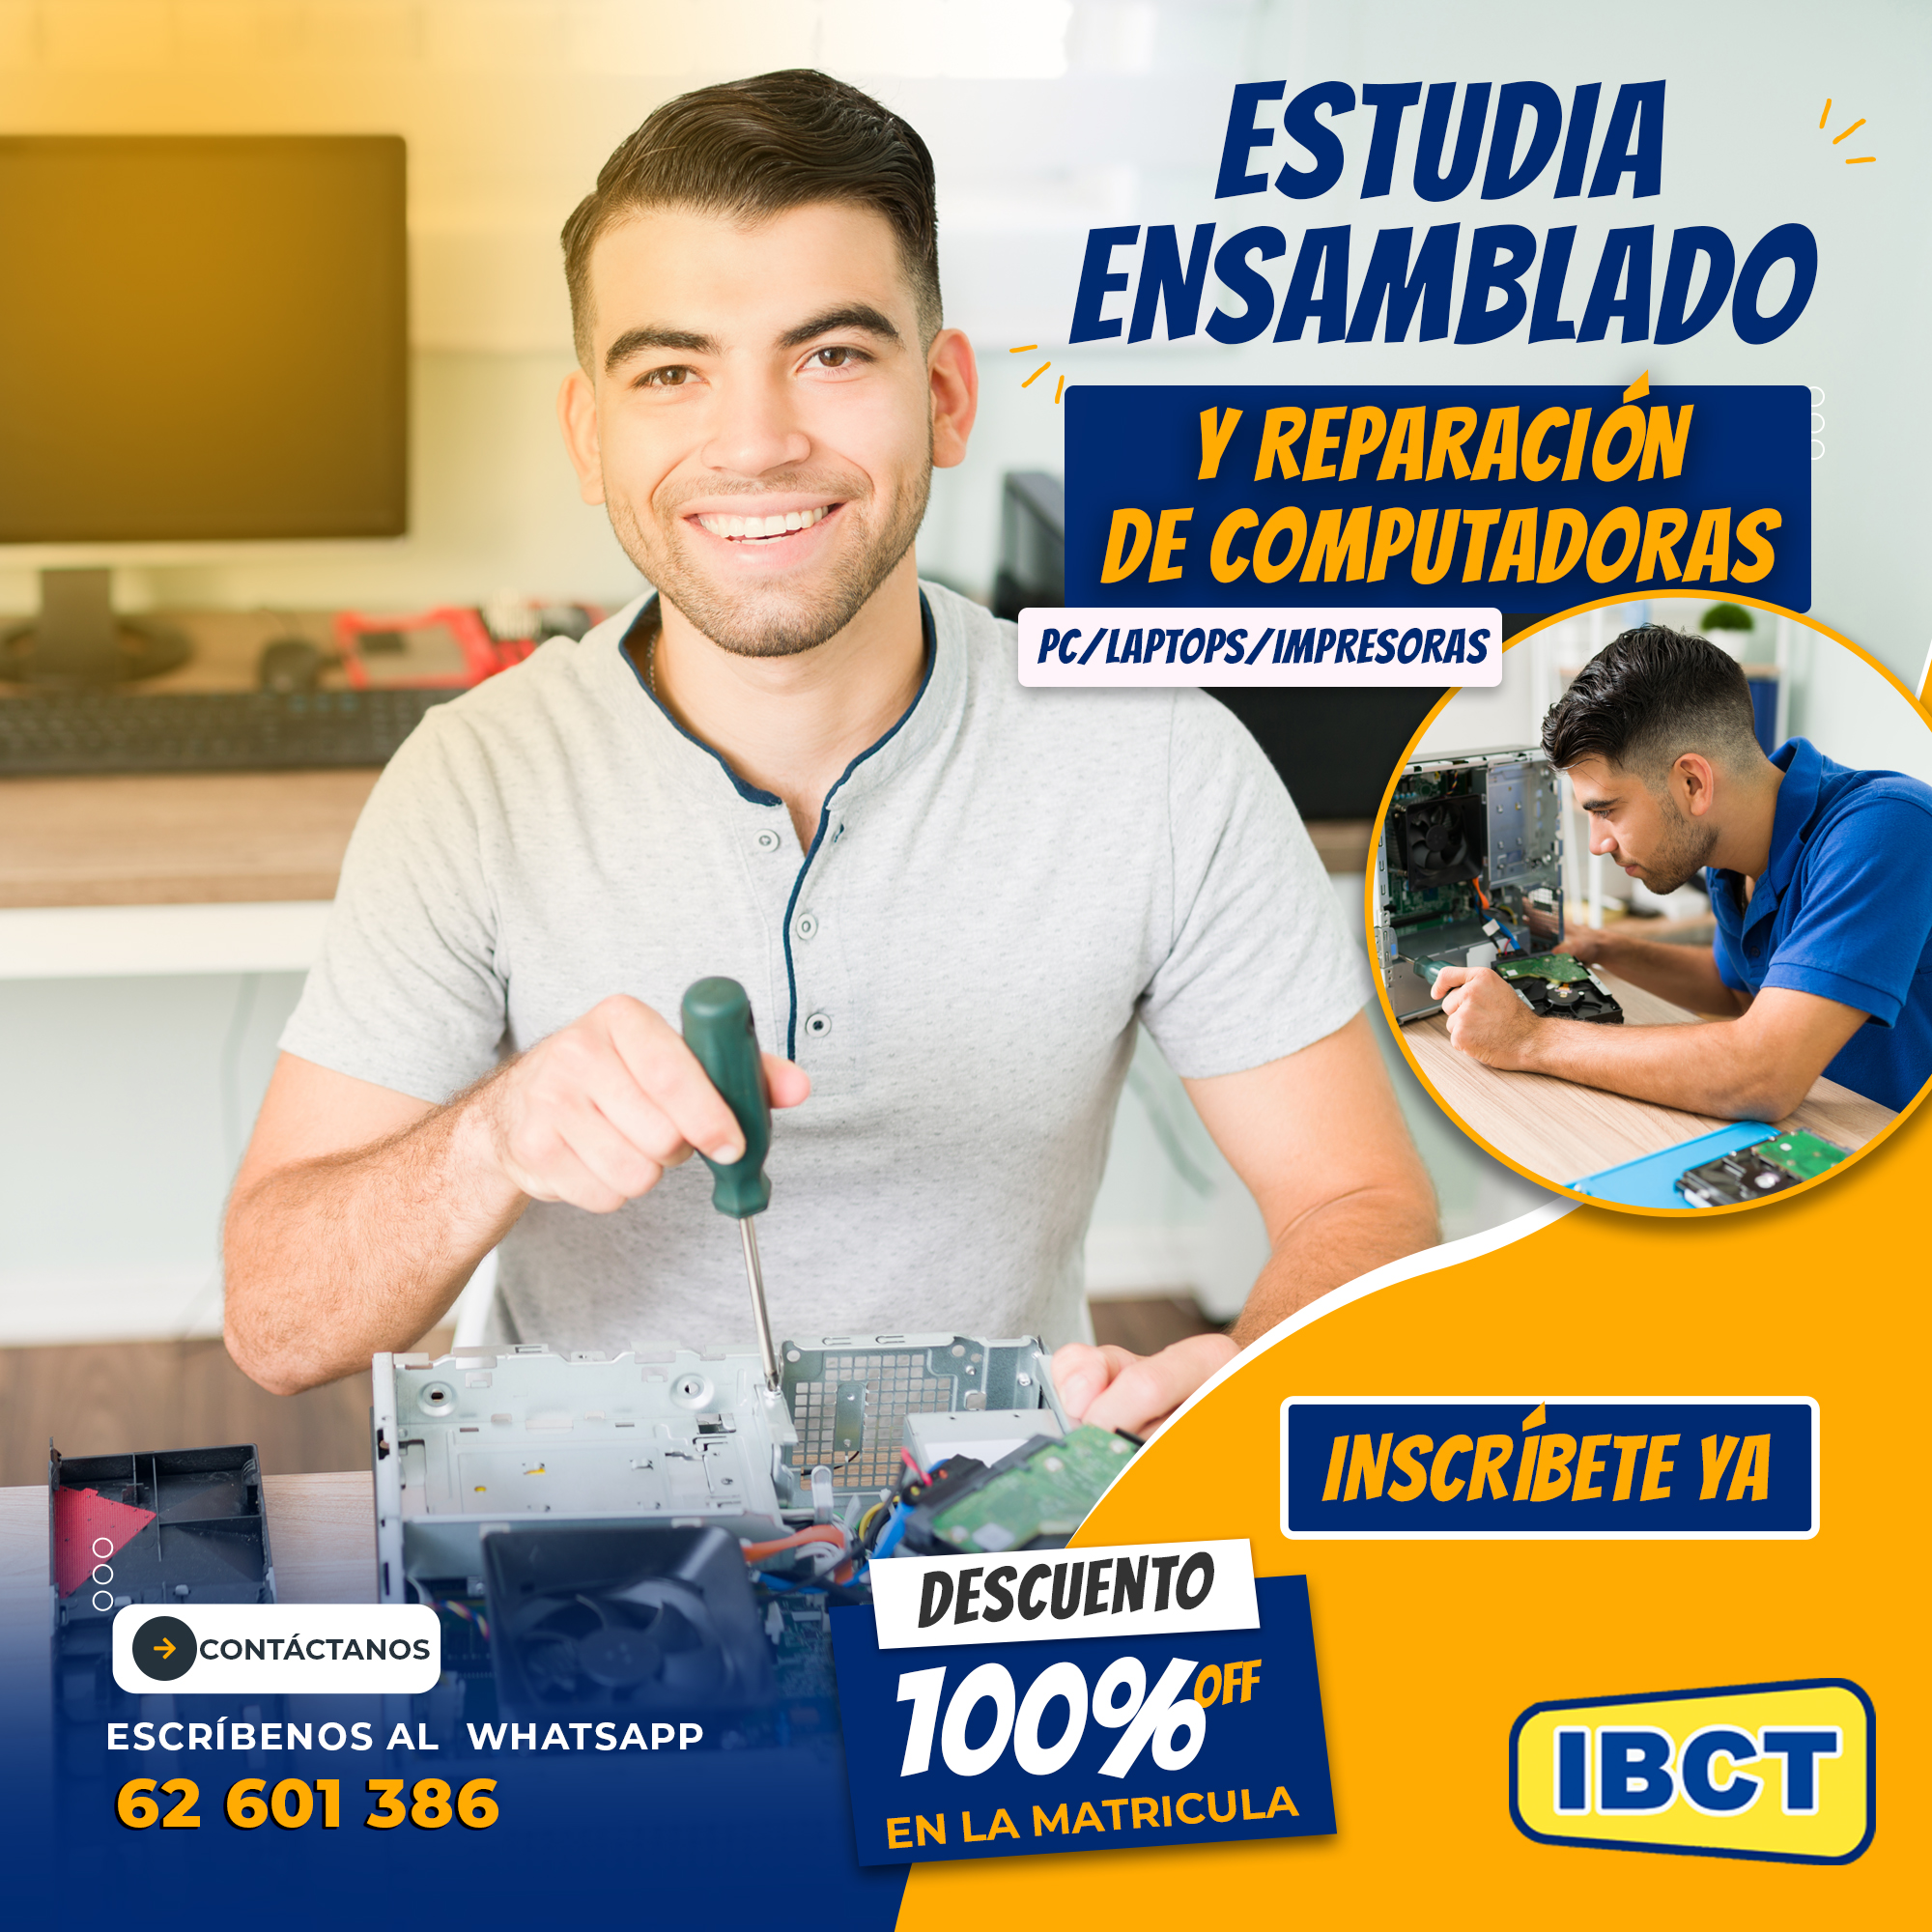 ESTUDIA
ENSAMBLADO
Y REPARACIÓN
DE COMPUTADORAS
PC/LAPTOPS/IMPRESORAS
INSCRÍBETE YA
DESCUENTO
100% OFF
EN LA MATRICULA
CONTÁCTANOS
ESCRÍBENOS AL WHATSAPP
62 601 386
IBCT